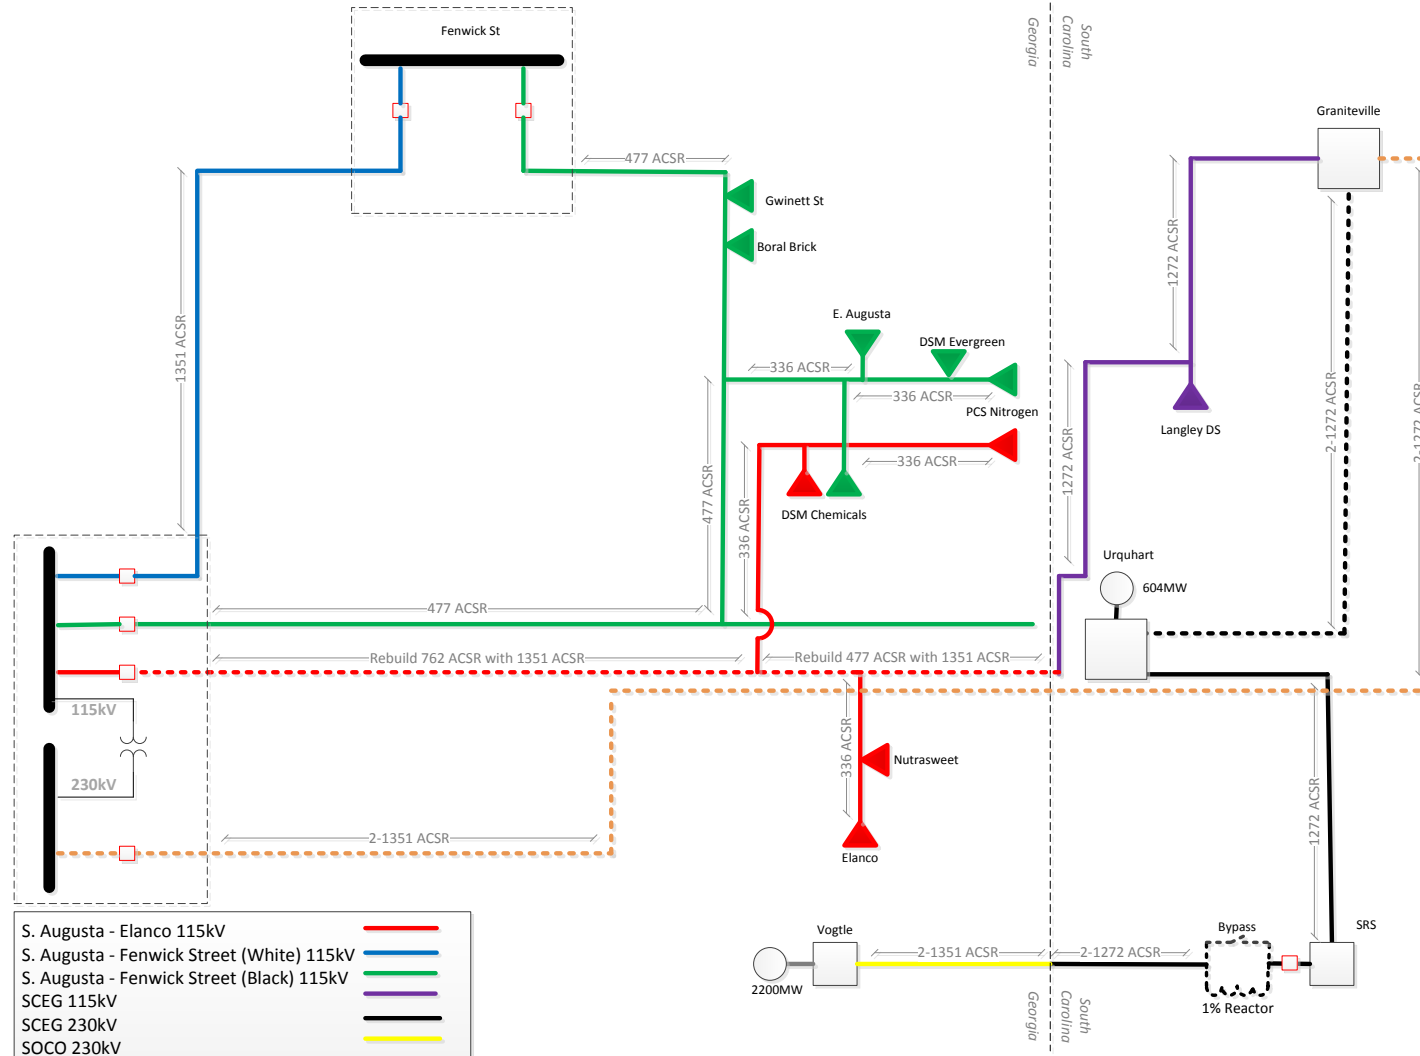 Fenwick St
Georgia
South
Carolina
Graniteville
477 ACSR
Gwinett St
Boral Brick
1351 ACSR
1272 ACSR
2-1272 ACSR
2-1272 ACSR
E. Augusta
DSM Evergreen
336 ACSR
336 ACSR
PCS Nitrogen
Langley DS
477 ACSR
336 ACSR
336 ACSR
1272 ACSR
DSM Chemicals
Urquhart
604MW
477 ACSR
Rebuild 762 ACSR with 1351 ACSR
Rebuild 477 ACSR with 1351 ACSR
115kV
230kV
336 ACSR
Nutrasweet
1272 ACSR
2-1351 ACSR
Elanco
S. Augusta - Elanco 115kV
S. Augusta - Fenwick Street (White) 115kV
S. Augusta - Fenwick Street (Black) 115kV
SCEG 115kV
SCEG 230kV
SOCO 230kV
Vogtle
2200MW
2-1351 ACSR
2-1272 ACSR
Bypass
1% Reactor
SRS
Georgia
South
Carolina